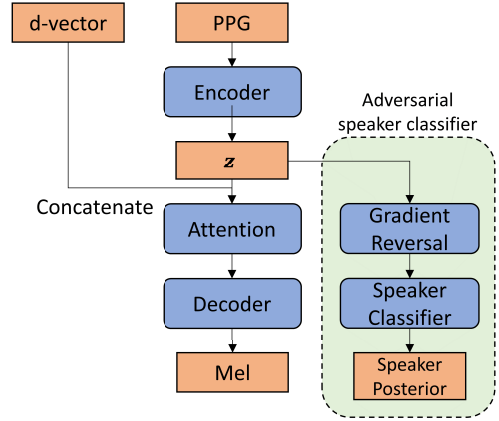 d-vector
PPG
Encoder
Adversarial
speaker classifier
z
Concatenate
Attention
Gradient
Reversal
Decoder
Speaker
Classifier
Mel
Speaker
Posterior